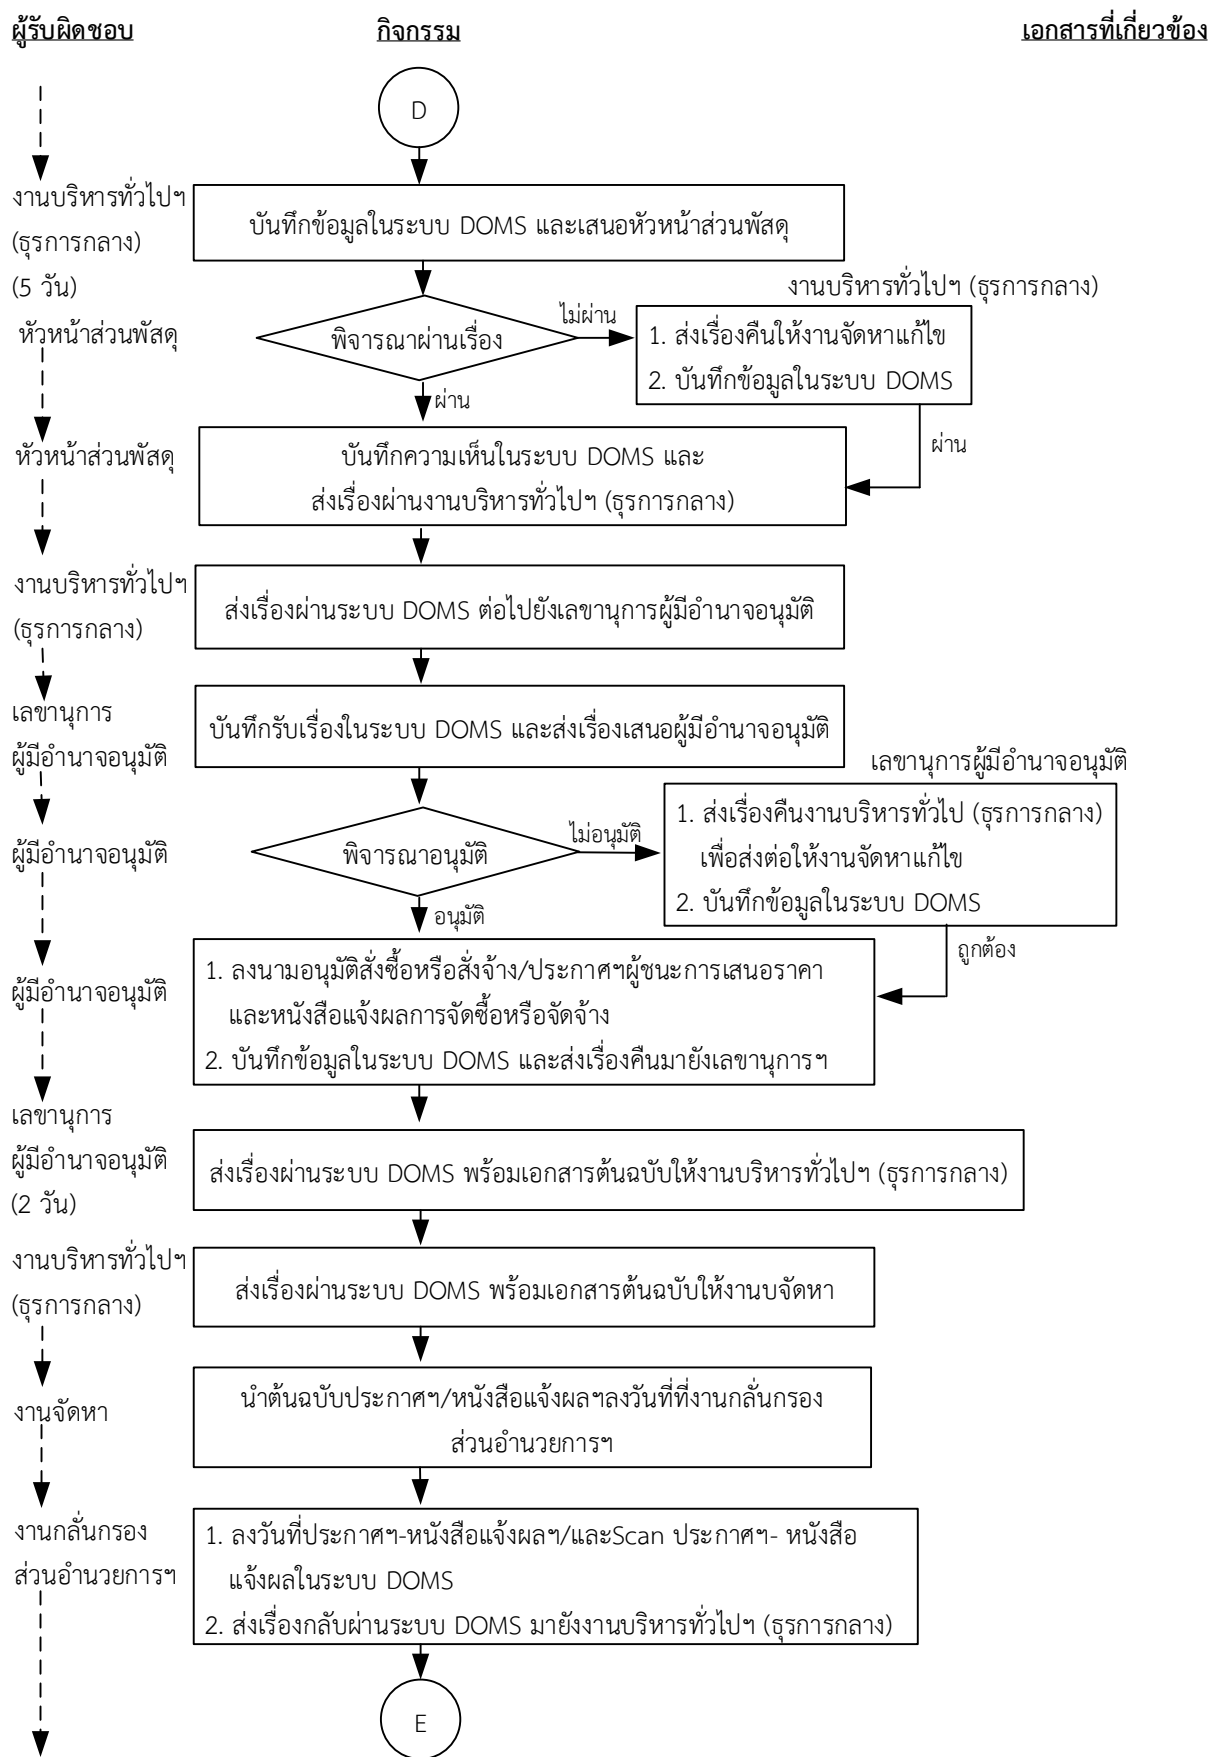 ผู้รับผิดชอบ
กิจกรรม
เอกสารที่เกี่ยวข้อง
D
งานบริหารทั่วไปฯ
(ธุรการกลาง)
(5 วัน)
บันทึกข้อมูลในระบบ DOMS และเสนอหัวหน้าส่วนพัสดุ
หัวหน้าส่วนพัสดุ
พิจารณาผ่านเรื่อง
ไม่ผ่าน
งานบริหารทั่วไปฯ (ธุรการกลาง)
1. ส่งเรื่องคืนให้งานจัดหาแก้ไข
2. บันทึกข้อมูลในระบบ DOMS
ผ่าน
ผ่าน
หัวหน้าส่วนพัสดุ
บันทึกความเห็นในระบบ DOMS และ
ส่งเรื่องผ่านงานบริหารทั่วไปฯ (ธุรการกลาง)
งานบริหารทั่วไปฯ
(ธุรการกลาง)
ส่งเรื่องผ่านระบบ DOMS ต่อไปยังเลขานุการผู้มีอำนาจอนุมัติ
เลขานุการ
ผู้มีอำนาจอนุมัติ
บันทึกรับเรื่องในระบบ DOMS และส่งเรื่องเสนอผู้มีอำนาจอนุมัติ
ผู้มีอำนาจอนุมัติ
พิจารณาอนุมัติ
ไม่อนุมัติ
เลขานุการผู้มีอำนาจอนุมัติ
1. ส่งเรื่องคืนงานบริหารทั่วไป (ธุรการกลาง)
เพื่อส่งต่อให้งานจัดหาแก้ไข
2. บันทึกข้อมูลในระบบ DOMS
อนุมัติ
ถูกต้อง
ผู้มีอำนาจอนุมัติ
1. ลงนามอนุมัติสั่งซื้อหรือสั่งจ้าง/ประกาศฯผู้ชนะการเสนอราคา
และหนังสือแจ้งผลการจัดซื้อหรือจัดจ้าง
2. บันทึกข้อมูลในระบบ DOMS และส่งเรื่องคืนมายังเลขานุการฯ
เลขานุการ
ผู้มีอำนาจอนุมัติ
(2 วัน)
ส่งเรื่องผ่านระบบ DOMS พร้อมเอกสารต้นฉบับให้งานบริหารทั่วไปฯ (ธุรการกลาง)
งานบริหารทั่วไปฯ
(ธุรการกลาง)
ส่งเรื่องผ่านระบบ DOMS พร้อมเอกสารต้นฉบับให้งานบจัดหา
งานจัดหา
นำต้นฉบับประกาศฯ/หนังสือแจ้งผลฯลงวันที่ที่งานกลั่นกรอง
ส่วนอำนวยการฯ
งานกลั่นกรอง
ส่วนอำนวยการฯ
1. ลงวันที่ประกาศฯ-หนังสือแจ้งผลฯ/และScan ประกาศฯ- หนังสือ
แจ้งผลในระบบ DOMS
2. ส่งเรื่องกลับผ่านระบบ DOMS มายังงานบริหารทั่วไปฯ (ธุรการกลาง)
E